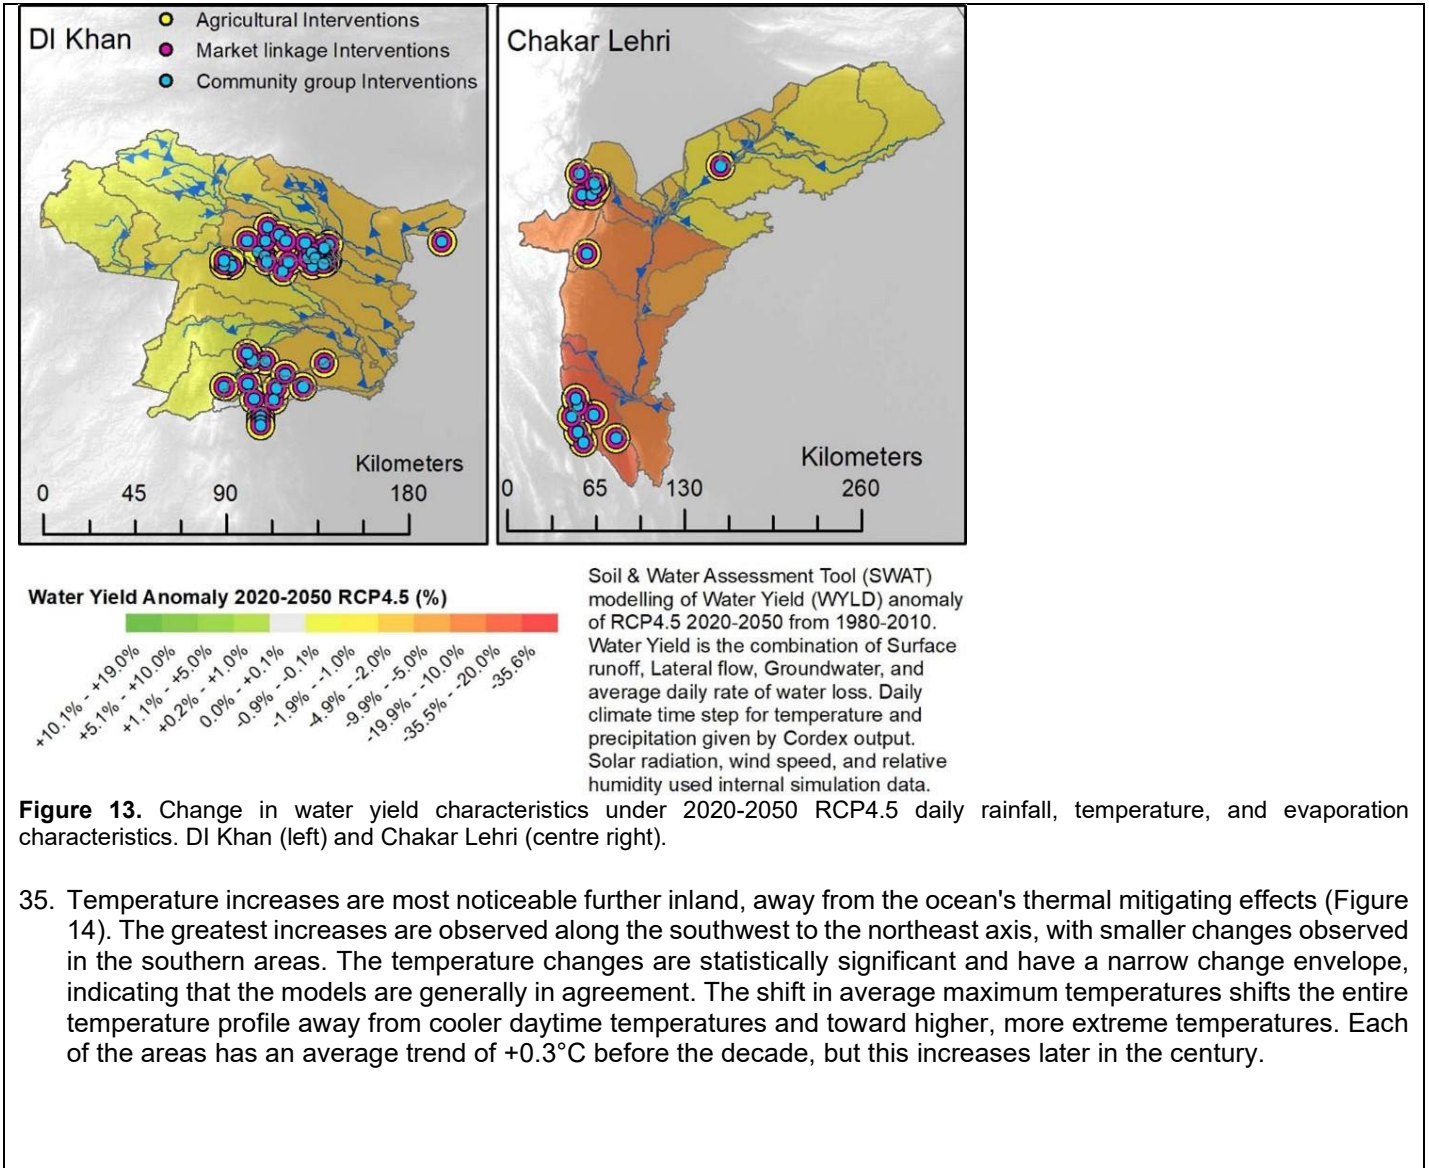 DI Khan
Agricultural Interventions
Market linkage Interventions
Community group Interventions
Kilometers
0 45 90 180
Chakar Lehri
Kilometers
0 65 130 260
Water Yield Anomaly 2020-2050 RCP4.5 (%)
+10.1% - +19.0%
+5.1% - +10.0%
+1.1% - +5.0%
+0.2% - +1.0%
0.0% - +0.1%
-0.9% - -0.1%
-1.9% - -1.0%
-4.9% - -2.0%
-9.9% - -5.0%
-19.9% - -10.0%
-35.5% - -20.0%
-35.6%
Soil & Water Assessment Tool (SWAT)
modelling of Water Yield (WYLD) anomaly
of RCP4.5 2020-2050 from 1980-2010.
Water Yield is the combination of Surface
runoff, Lateral flow, Groundwater, and
average daily rate of water loss. Daily
climate time step for temperature and
precipitation given by Cordex output.
Solar radiation, wind speed, and relative
humidity used internal simulation data.
Figure 13. Change in water yield characteristics under 2020-2050 RCP4.5 daily rainfall, temperature, and evaporation
characteristics. DI Khan (left) and Chakar Lehri (centre right).
35. Temperature increases are most noticeable further inland, away from the ocean's thermal mitigating effects (Figure
14). The greatest increases are observed along the southwest to the northeast axis, with smaller changes observed
in the southern areas. The temperature changes are statistically significant and have a narrow change envelope,
indicating that the models are generally in agreement. The shift in average maximum temperatures shifts the entire
temperature profile away from cooler daytime temperatures and toward higher, more extreme temperatures. Each
of the areas has an average trend of +0.3°C before the decade, but this increases later in the century.